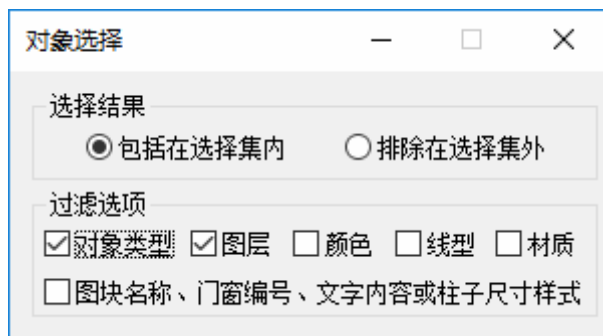 对象选择
选择结果
包括在选择集内 排除在选择集外
过滤选项
对象类型 图层 颜色 线型 材质
图块名称、门窗编号、文字内容或柱子尺寸样式